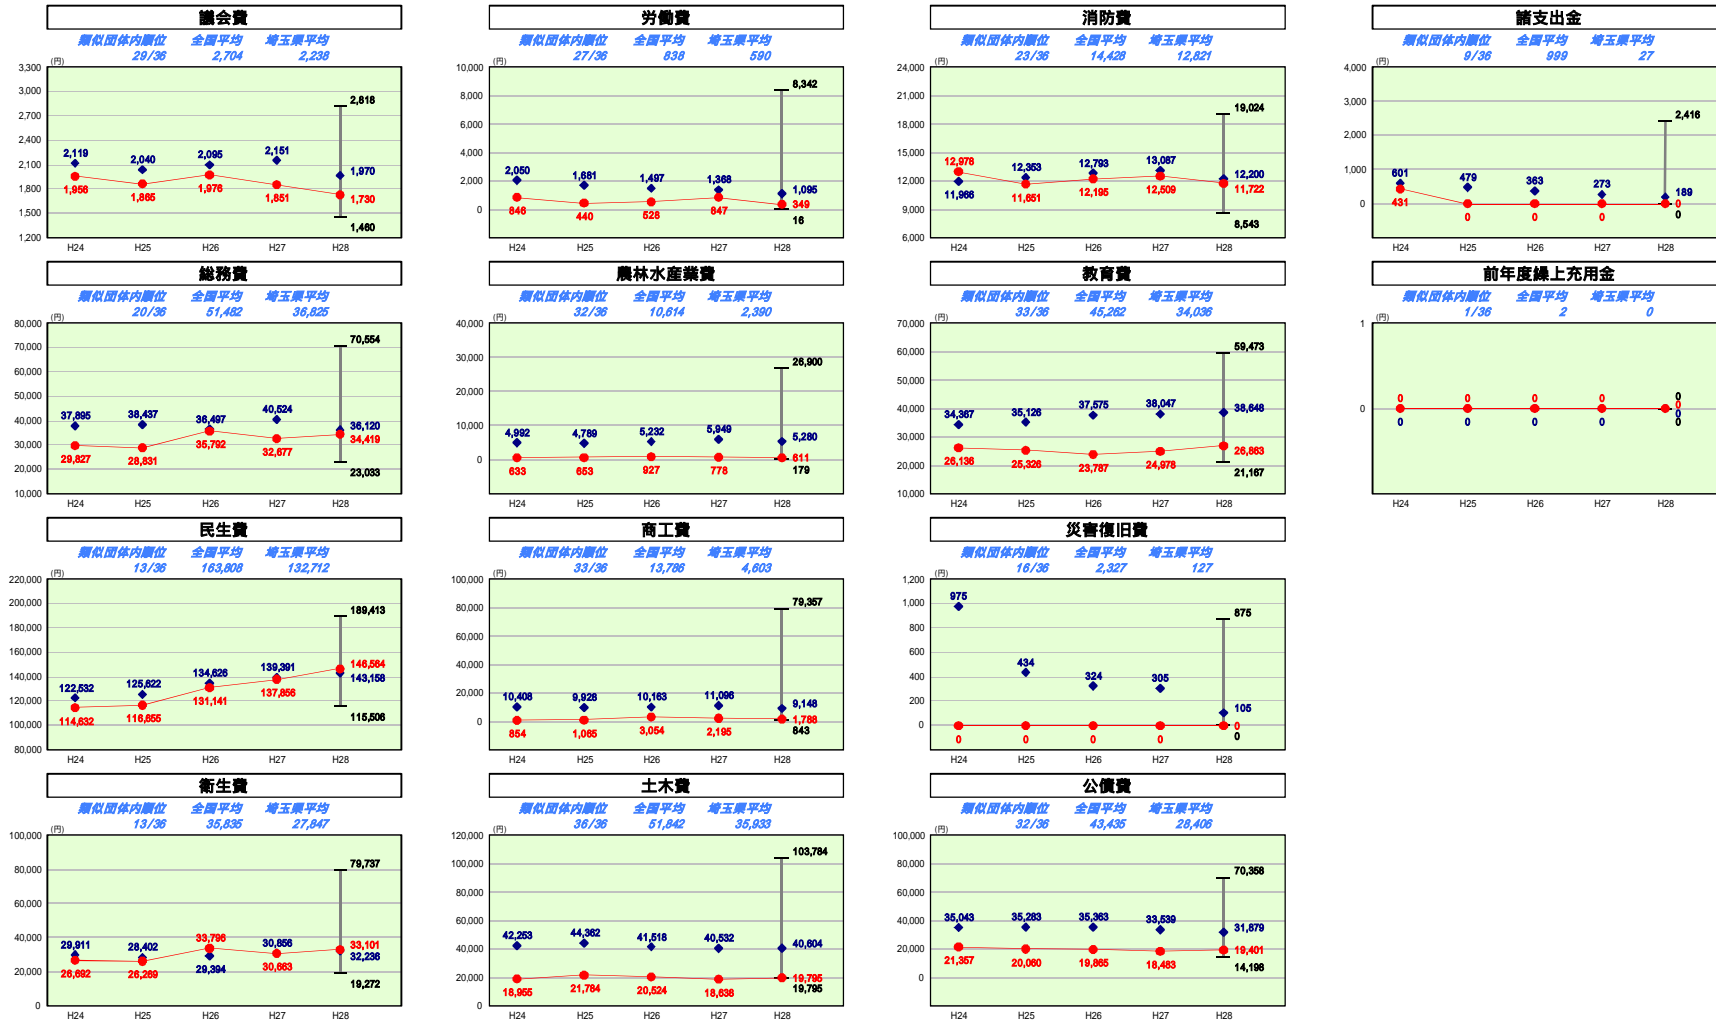 議会費
類似団体内順位 全国平均 埼玉県平均
29/36 2,704 2,238
(円)
3,300
3,000
2,700
2,400
2,100
1,800
1,500
1,200
2,119 2,040 2,095 2,151 1,970
1,956 1,865 1,976 1,851 1,730
2,818
1,460
H24 H25 H26 H27 H28
労働費
類似団体内順位 全国平均 埼玉県平均
27/36 838 590
(円)
10,000
8,000
6,000
4,000
2,000
0
2,050 1,681 1,497 1,368 1,095
846 440 528 847 349
8,342
16
H24 H25 H26 H27 H28
消防費
類似団体内順位 全国平均 埼玉県平均
23/36 14,428 12,821
(円)
24,000
21,000
18,000
15,000
12,000
9,000
6,000
12,978 11,651 12,195 12,509 11,722
11,966 12,353 12,793 13,087 12,200
19,024
8,543
H24 H25 H26 H27 H28
諸支出金
類似団体内順位 全国平均 埼玉県平均
9/36 999 27
(円)
4,000
3,000
2,000
1,000
0
601 479 363 273 189
431 0 0 0 0
2,416
0
H24 H25 H26 H27 H28
総務費
類似団体内順位 全国平均 埼玉県平均
20/36 51,482 36,825
(円)
80,000
70,000
60,000
50,000
40,000
30,000
20,000
10,000
37,895 38,437 36,497 40,524 36,120
29,827 28,831 35,792 32,677 34,419
70,554
23,033
H24 H25 H26 H27 H28
農林水産業費
類似団体内順位 全国平均 埼玉県平均
32/36 10,614 2,390
(円)
40,000
30,000
20,000
10,000
0
4,992 4,789 5,232 5,949 5,280
633 653 927 778 611
26,900
179
H24 H25 H26 H27 H28
教育費
類似団体内順位 全国平均 埼玉県平均
33/36 45,262 34,036
(円)
70,000
60,000
50,000
40,000
30,000
20,000
10,000
34,367 35,126 37,575 38,047 38,648
26,136 25,326 23,787 24,978 26,863
59,473
21,167
H24 H25 H26 H27 H28
前年度繰上充用金
類似団体内順位 全国平均 埼玉県平均
1/36 2 0
(円)
1
0
0 0 0 0 0
0 0 0 0 0
0
0
H24 H25 H26 H27 H28
民生費
類似団体内順位 全国平均 埼玉県平均
13/36 163,808 132,712
(円)
220,000
200,000
180,000
160,000
140,000
120,000
100,000
80,000
122,532 125,622 134,626 139,391 143,158
114,632 116,655 131,141 137,856 146,564
189,413
115,506
H24 H25 H26 H27 H28
商工費
類似団体内順位 全国平均 埼玉県平均
33/36 13,786 4,603
(円)
100,000
80,000
60,000
40,000
20,000
0
10,408 9,928 10,163 11,096 9,148
854 1,065 3,054 2,195 1,788
79,357
843
H24 H25 H26 H27 H28
災害復旧費
類似団体内順位 全国平均 埼玉県平均
16/36 2,327 127
(円)
1,200
1,000
800
600
400
200
0
975 434 324 305 105
0 0 0 0 0
875
0
H24 H25 H26 H27 H28
衛生費
類似団体内順位 全国平均 埼玉県平均
13/36 35,835 27,847
(円)
100,000
80,000
60,000
40,000
20,000
0
29,911 28,402 33,796 30,856 33,101
26,692 26,269 29,394 30,663 32,236
79,737
19,272
H24 H25 H26 H27 H28
土木費
類似団体内順位 全国平均 埼玉県平均
36/36 51,842 35,933
(円)
120,000
100,000
80,000
60,000
40,000
20,000
0
42,253 44,362 41,518 40,532 40,604
18,955 21,784 20,524 18,638 19,795
103,784
19,795
H24 H25 H26 H27 H28
公債費
類似団体内順位 全国平均 埼玉県平均
32/36 43,435 28,406
(円)
100,000
80,000
60,000
40,000
20,000
0
35,043 35,283 35,363 33,539 31,879
21,357 20,060 19,865 18,483 19,401
70,358
14,198
H24 H25 H26 H27 H28